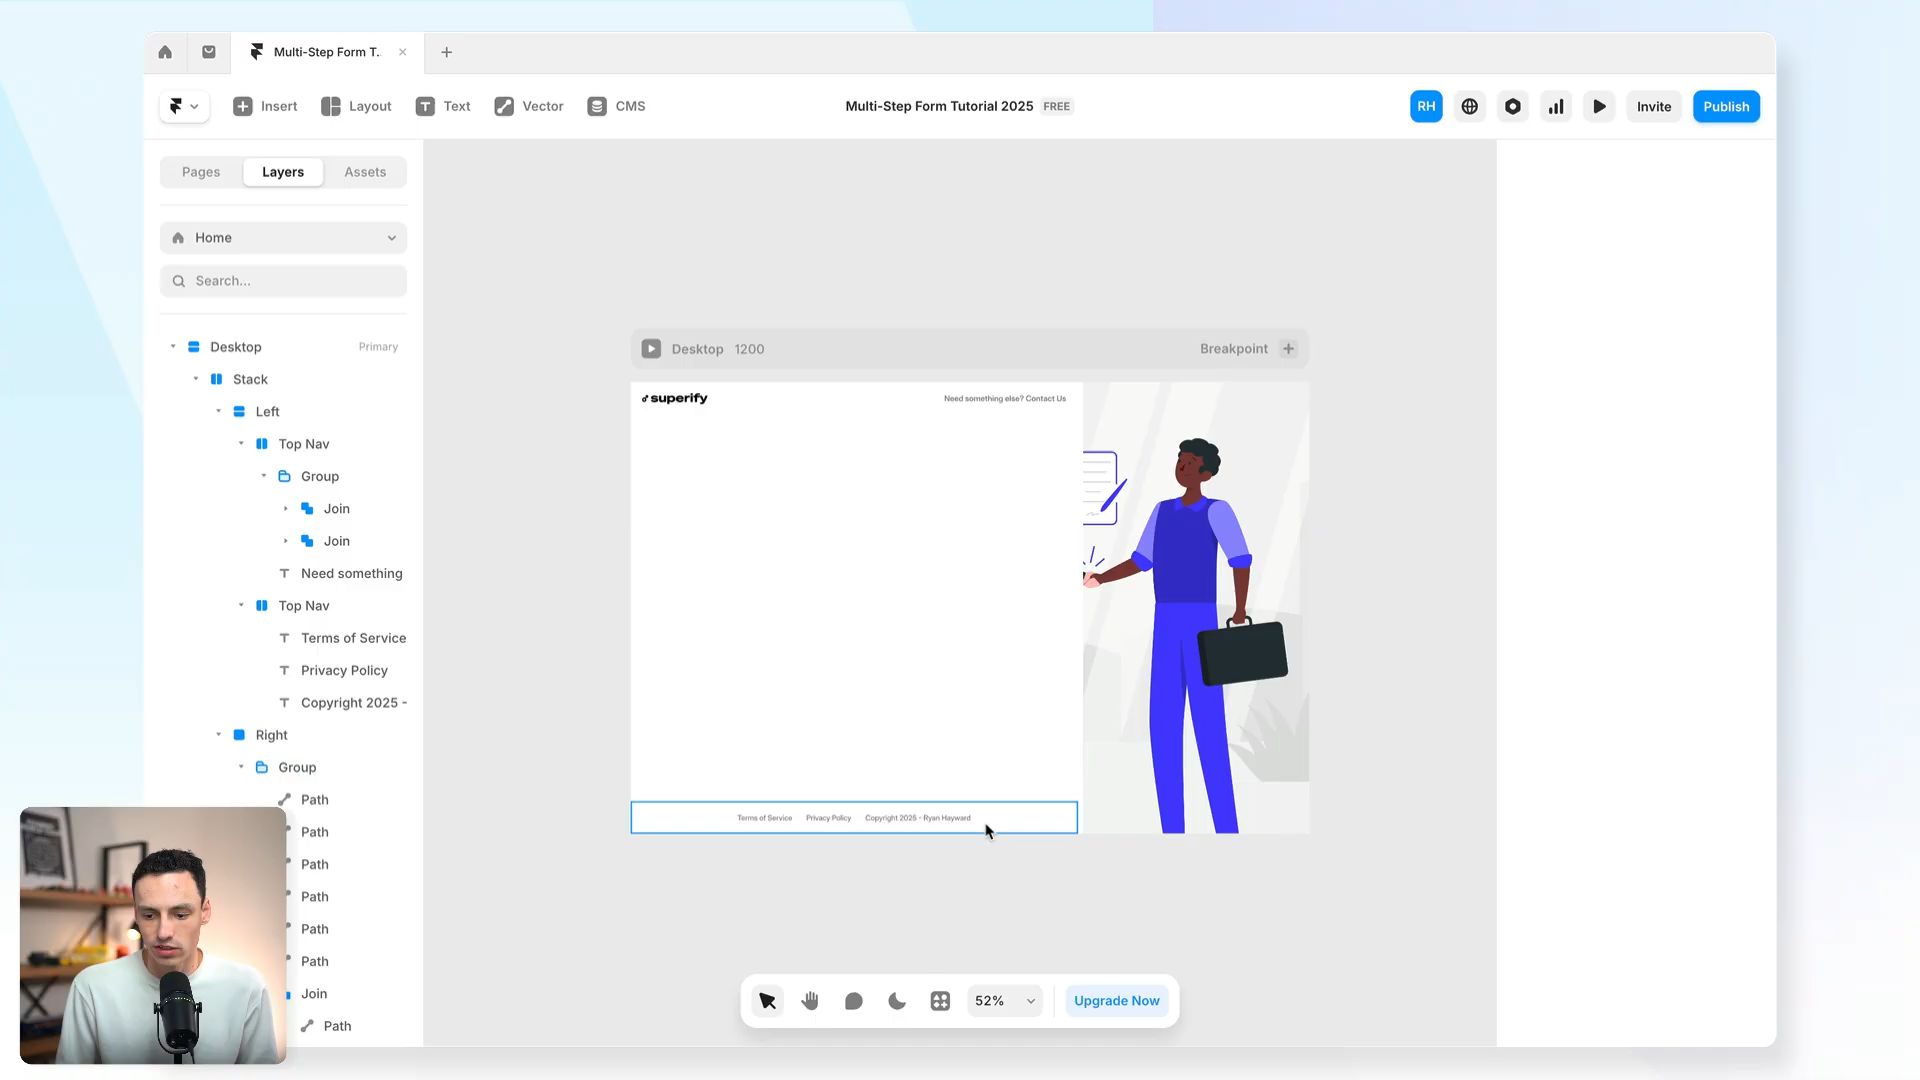 Multi-Step Form T..
Insert
Layout
Text
Vector
CMS
Multi-Step Form Tutorial 2025 FREE
RH
Invite
Publish
Pages
Layers
Assets
Home
Search...
Desktop Primary
Stack
Left
Top Nav
Group
Join
Join
Need something
Top Nav
Terms of Service
Privacy Policy
Copyright 2025 -
Right
Group
Path
Path
Path
Path
Path
Path
Join
Path
Desktop 1200
Breakpoint
superify
Need something else? Contact Us
Terms of Service
Privacy Policy
Copyright 2025 - Ryan Hayward
52%
Upgrade Now